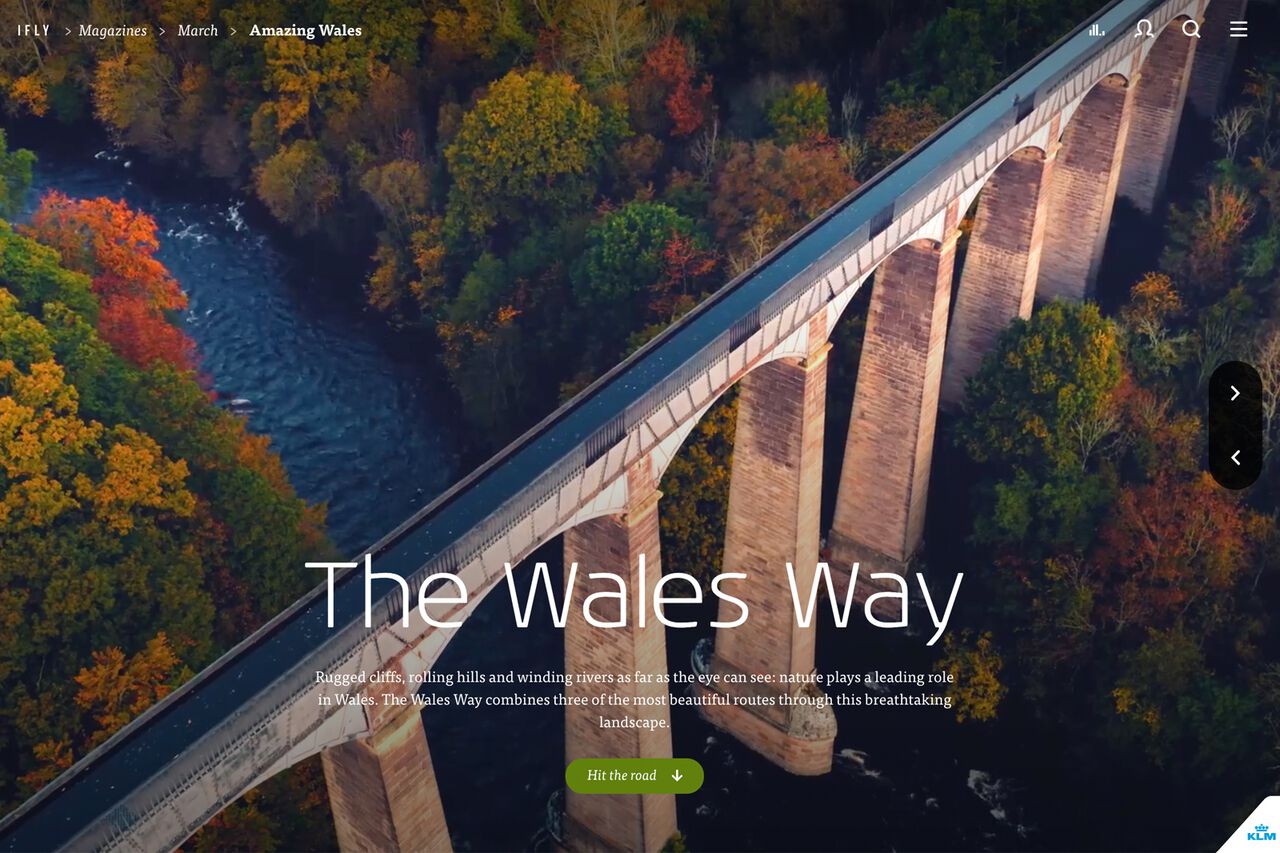 IFLY > Magazines > March > Amazing Wales
The Wales Way
Rugged cliffs, rolling hills and winding rivers as far as the eye can see: nature plays a leading role
in Wales. The Wales Way combines three of the most beautiful routes through this breathtaking
landscape.
Hit the road
KLM